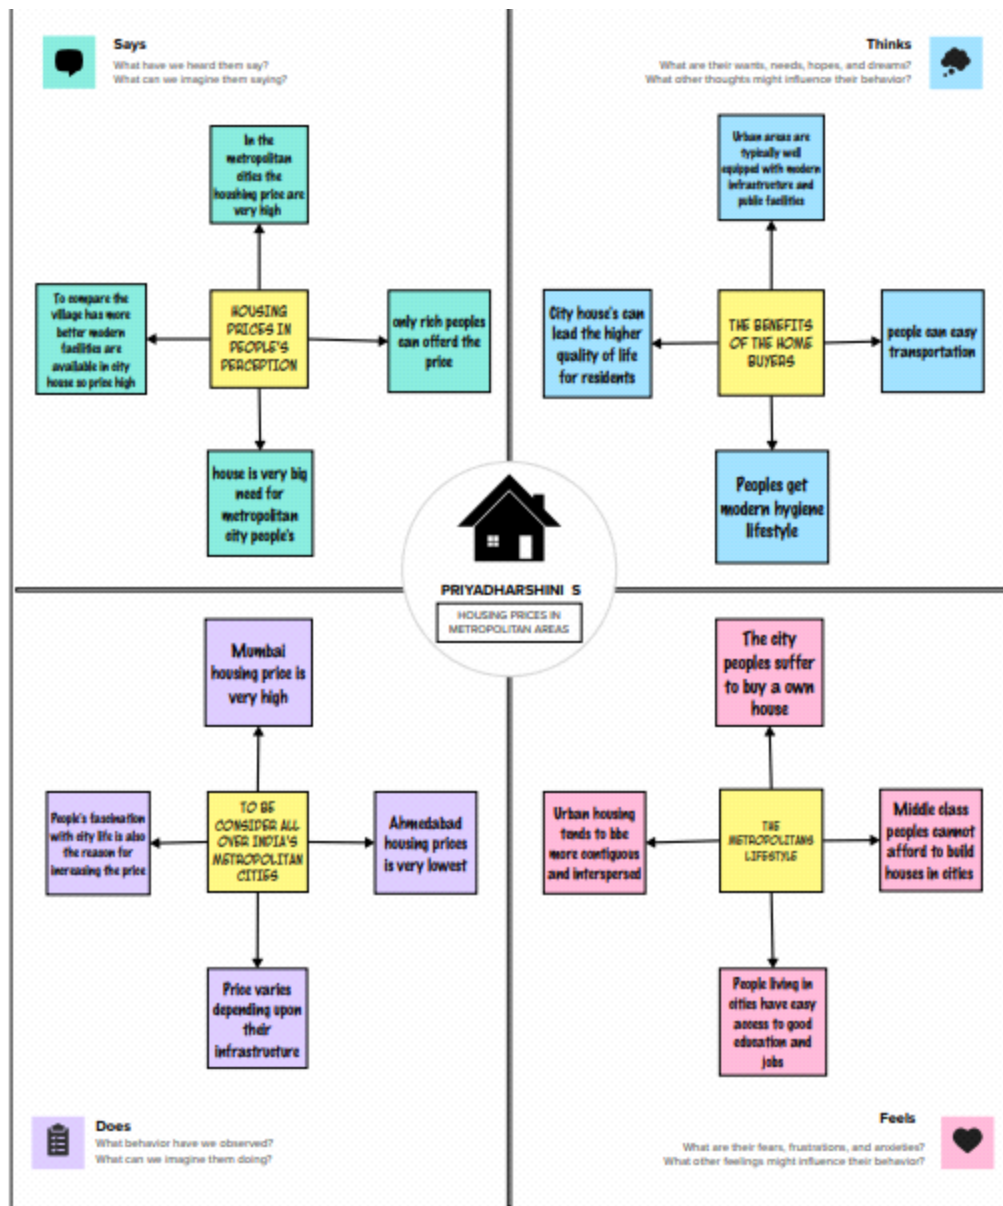 Says
What have we heard them say?
What can we imagine them saying?
In the
metropolitan
cities the
houshing price are
very high
To compare the
village has more
better modern
facilities are
available in city
house so price high
HOUSING
PRICES IN
PEOPLE'S
PERCEPTION
only rich peoples
can offerd the
price
house is very big
need for
metropolitan
city people's
Thinks
What are their wants, needs, hopes, and dreams?
What other thoughts might influence their behavior?
Urban areas are
typically well
equipped with modern
infrastructure and
public facilities
City house's can
lead the higher
quality of life
for residents
THE BENEFITS
OF THE HOME
BUYERS
people can easy
transportation
Peoples get
modern hygiene
lifestyle
PRIYADHARSHINI S
HOUSING PRICES IN
METROPOLITAN AREAS
Mumbai
housing price is
very high
People's fascination
with city life is also
the reason for
increasing the price
TO BE
CONSIDER ALL
OVER INDIA'S
METROPOLITAN
CITIES
Ahmedabad
housing prices
is very lowest
Price varies
depending upon
their
infrastructure
Does
What behavior have we observed?
What can we imagine them doing?
The city
peoples suffer
to buy a own
house
Urban housing
tends to bbe
more contiguous
and interspersed
THE
METROPOLITANS
LIFESTYLE
Middle class
peoples cannot
afford to build
houses in cities
People living in
cities have easy
access to good
education and
jobs
Feels
What are their fears, frustrations, and anxieties?
What other feelings might influence their behavior?